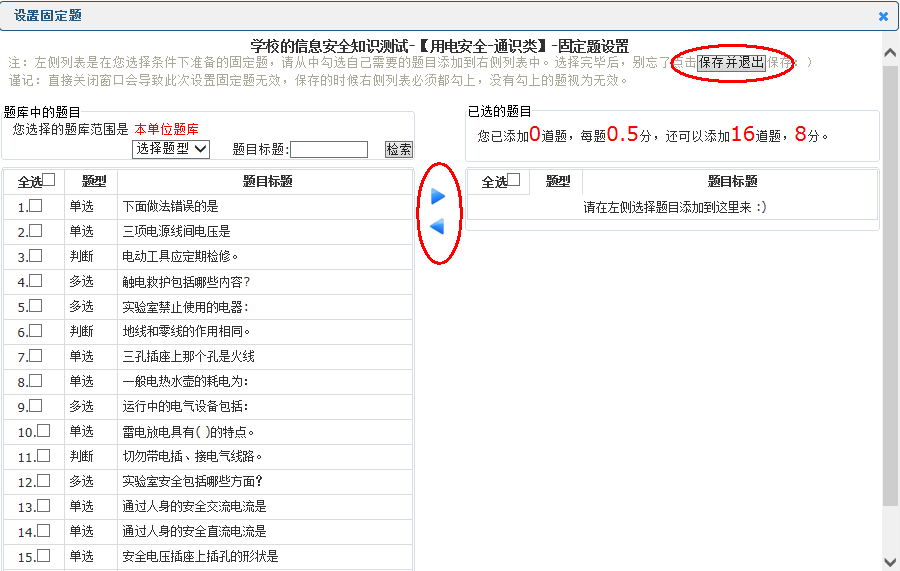 设置固定题
学校的信息安全知识测试-【用电安全-通识类】-固定题设置
注：左侧列表是在您选择条件下准备的固定题，请从中勾选自己需要的题目添加到右侧列表中。选择完毕后，别忘了点击保存并退出保存：）
谨记：直接关闭窗口会导致此次设置固定题无效，保存的时候右侧列表必须都勾上，没有勾上的题视为无效。
题库中的题目
您选择的题库范围是 本单位题库
选择题型 题目标题: 检索
全选 题型 题目标题
1. 单选 下面做法错误的是
2. 单选 三项电源线间电压是
3. 判断 电动工具应定期检修。
4. 多选 触电救护包括哪些内容?
5. 多选 实验室禁止使用的电器:
6. 判断 地线和零线的作用相同。
7. 单选 三孔插座上那个孔是火线
8. 单选 一般电热水壶的耗电为:
9. 多选 运行中的电气设备包括:
10. 单选 雷电放电具有( )的特点。
11. 判断 切勿带电插、接电气线路。
12. 多选 实验室安全包括哪些方面?
13. 单选 通过人身的安全交流电流是
14. 单选 通过人身的安全直流电流是
15. 单选 安全电压插座上插孔的形状是
已选的题目
您已添加0道题，每题0.5分，还可以添加16道题，8分。
全选 题型 题目标题
请在左侧选择题目添加到这里来 :)